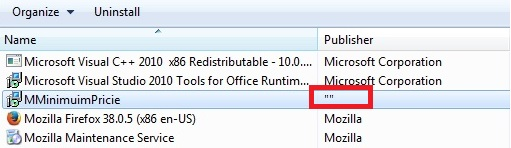 Organize Uninstall
Name Publisher
Microsoft Visual C++ 2010 x86 Redistributable - 10.0.... Microsoft Corporation
Microsoft Visual Studio 2010 Tools for Office Runtim... Microsoft Corporation
MMinimuimPricie ""
Mozilla Firefox 38.0.5 (x86 en-US) Mozilla
Mozilla Maintenance Service Mozilla